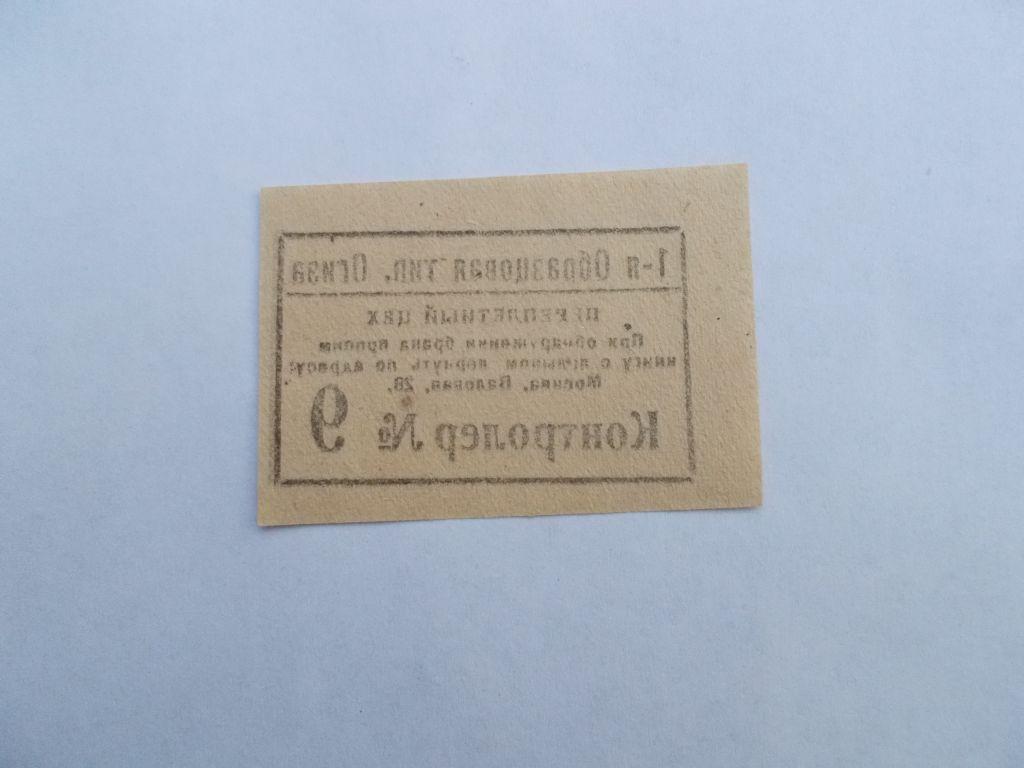 1-я Образцовая тип. Огиза
ПЕРЕПЛЕТНЫЙ ЦЕХ
При обнаружении брака просим
книгу с ярлыком вернуть по адресу:
Москва, Валовая, 28.
Контролер № 9